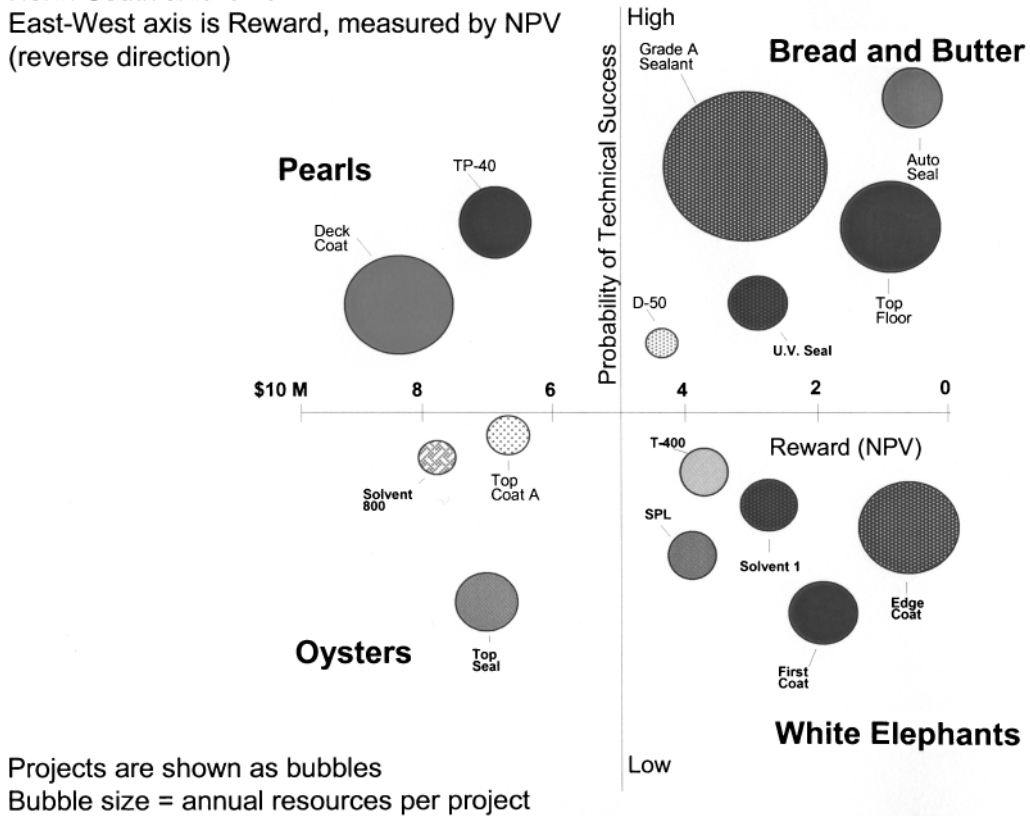 East-West axis is Reward, measured by NPV
(reverse direction)
High
Bread and Butter
Grade A
Sealant
Auto
Seal
Pearls
TP-40
Deck
Coat
Probability of Technical Success
D-50
U.V. Seal
Top
Floor
$10 M
8
6
4
2
0
Reward (NPV)
T-400
Solvent
800
Top
Coat A
SPL
Solvent 1
Edge
Coat
Oysters
Top
Seal
First
Coat
White Elephants
Low
Projects are shown as bubbles
Bubble size = annual resources per project